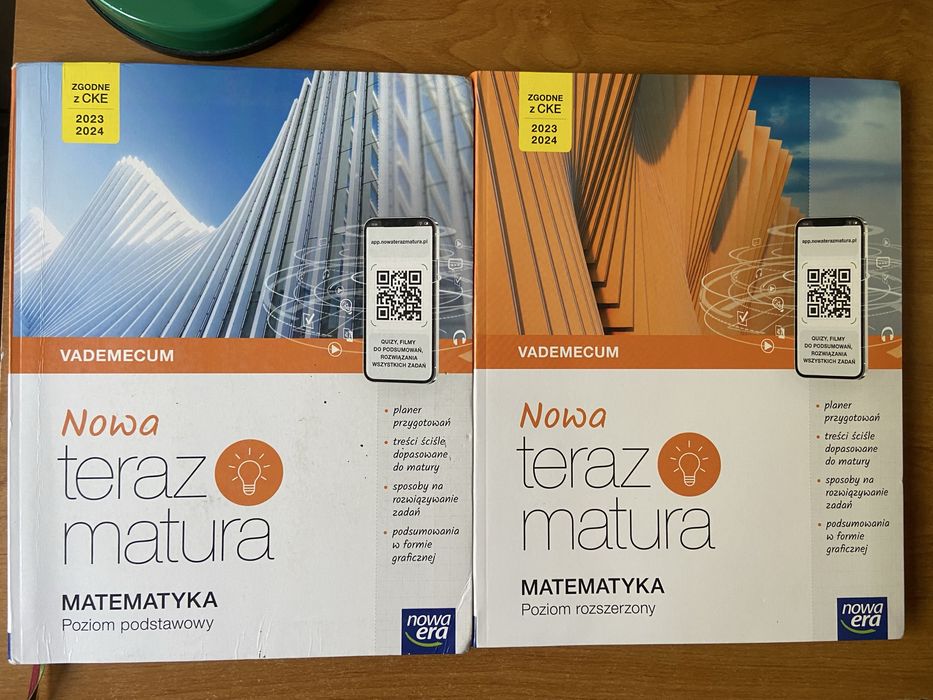 ZGODNE
z CKE
2023
2024
app.nowaterazmatura.pl
QUIZY, FILMY
DO PODSUMOWAŃ,
ROZWIĄZANIA
WSZYSTKICH ZADAŃ
VADEMECUM
Nowa
teraz
matura
MATEMATYKA
Poziom podstawowy
• planer
przygotowań
• treści ściśle
dopasowane
do matury
• sposoby na
rozwiązywanie
zadań
• podsumowania
w formie
graficznej
nowa
era
ZGODNE
z CKE
2023
2024
app.nowaterazmatura.pl
QUIZY, FILMY
DO PODSUMOWAŃ,
ROZWIĄZANIA
WSZYSTKICH ZADAŃ
VADEMECUM
Nowa
teraz
matura
MATEMATYKA
Poziom rozszerzony
• planer
przygotowań
• treści ściśle
dopasowane
do matury
• sposoby na
rozwiązywanie
zadań
• podsumowania
w formie
graficznej
nowa
era